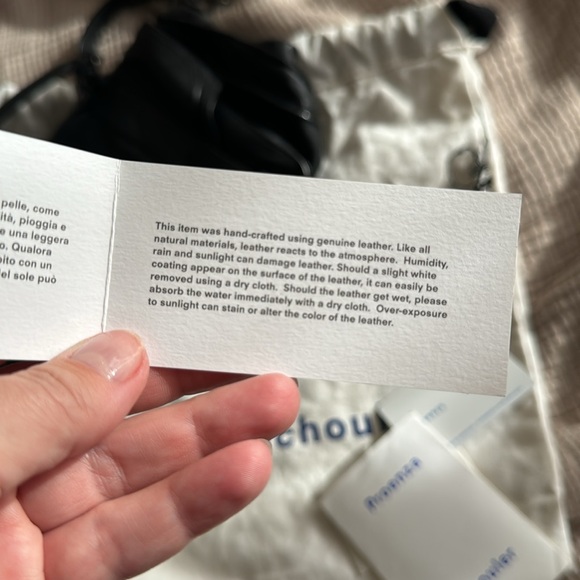 pelle, come
ità, pioggia e
e una leggera
o. Qualora
bito con un
del sole può
This item was hand-crafted using genuine leather. Like all
natural materials, leather reacts to the atmosphere. Humidity,
rain and sunlight can damage leather. Should a slight white
coating appear on the surface of the leather, it can easily be
removed using a dry cloth. Should the leather get wet, please
absorb the water immediately with a dry cloth. Over-exposure
to sunlight can stain or alter the color of the leather.
chou
Proenza